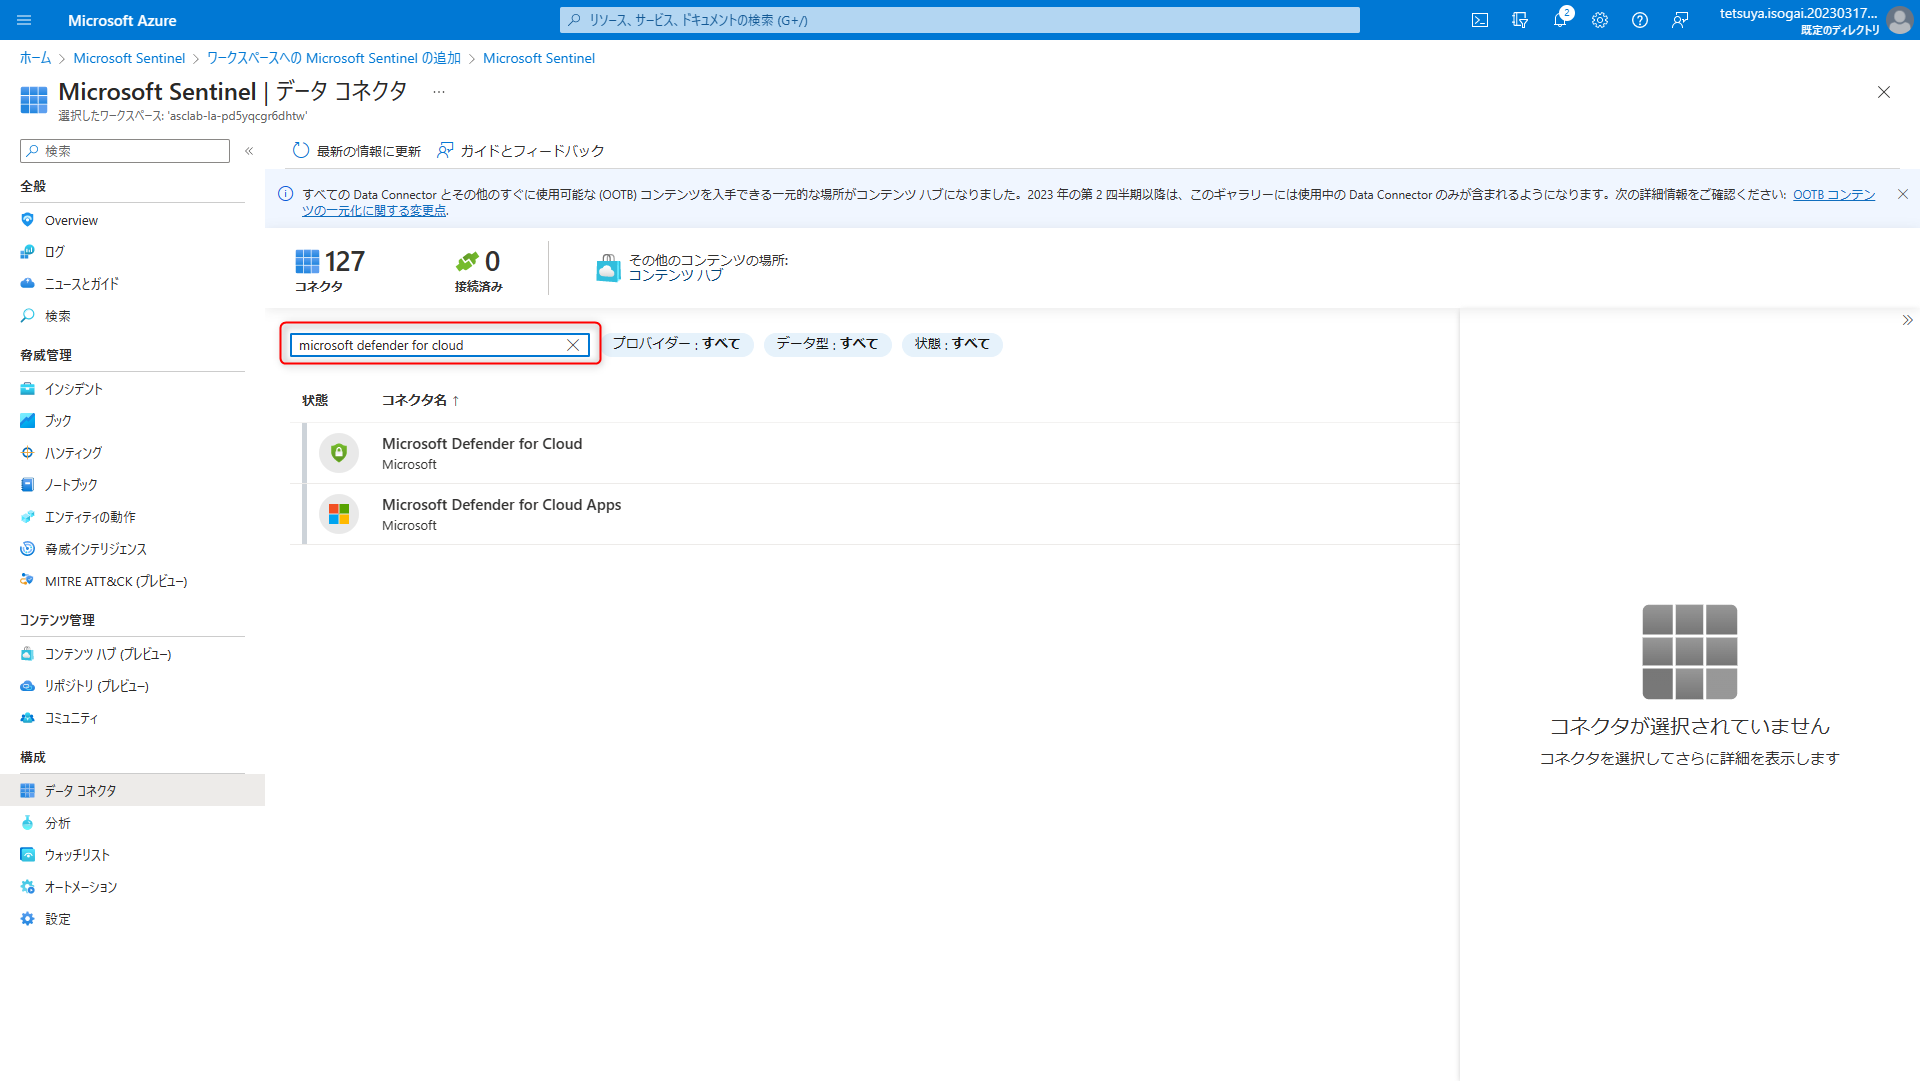 Microsoft Azure
リソース、サービス、ドキュメントの検索 (G+/)
2
tetsuya.isogai.20230317...
既定のディレクトリ
ホーム > Microsoft Sentinel > ワークスペースへの Microsoft Sentinel の追加 > Microsoft Sentinel
Microsoft Sentinel | データ コネクタ ...
選択したワークスペース: 'asclab-la-pd5yqcgr6dhtw'
検索
«
最新の情報に更新
ガイドとフィードバック
すべての Data Connector とその他のすぐに使用可能な (OOTB) コンテンツを入手できる一元的な場所がコンテンツ ハブになりました。2023 年の第 2 四半期以降は、このギャラリーには使用中の Data Connector のみが含まれるようになります。次の詳細情報をご確認ください: OOTB コンテン
ツの一元化に関する変更点.
全般
Overview
ログ
ニュースとガイド
検索
脅威管理
インシデント
ブック
ハンティング
ノートブック
エンティティの動作
脅威インテリジェンス
MITRE ATT&CK (プレビュー)
コンテンツ管理
コンテンツ ハブ (プレビュー)
リポジトリ (プレビュー)
コミュニティ
構成
データ コネクタ
分析
ウォッチリスト
オートメーション
設定
127
コネクタ
0
接続済み
その他のコンテンツの場所:
コンテンツ ハブ
microsoft defender for cloud
プロバイダー : すべて
データ型 : すべて
状態 : すべて
状態
コネクタ名 ↑
Microsoft Defender for Cloud
Microsoft
Microsoft Defender for Cloud Apps
Microsoft
»
コネクタが選択されていません
コネクタを選択してさらに詳細を表示します